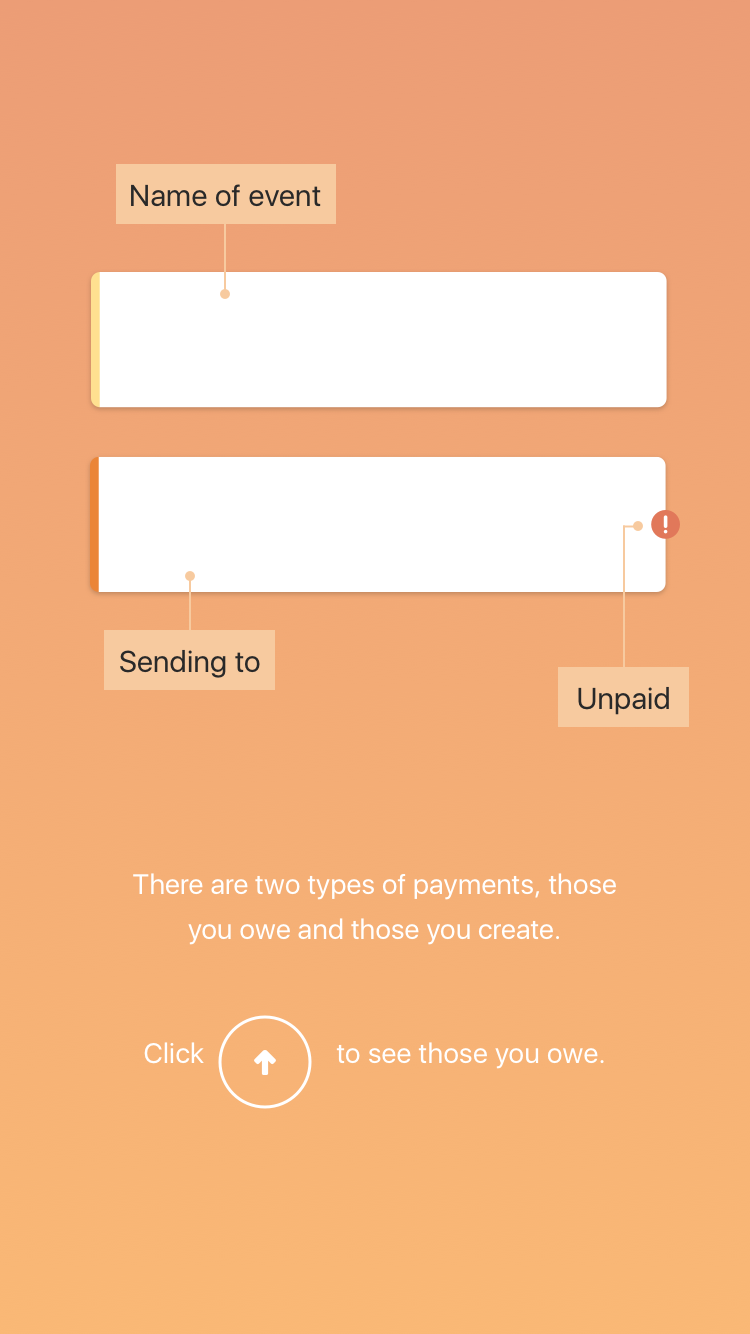 Name of event
Sending to
Unpaid
There are two types of payments, those
you owe and those you create.
Click to see those you owe.